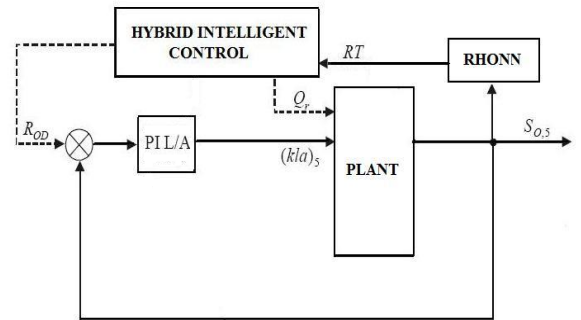 HYBRID INTELLIGENT
CONTROL
RT
RHONN
Q_r
R_OD
PI L/A
(kla)_5
PLANT
S_O,5